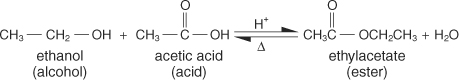 O O
CH₃ — CH₂ — OH + CH₃ — C — OH H⁺ Δ CH₃C — OCH₂CH₃ + H₂O
ethanol acetic acid ethylacetate
(alcohol) (acid) (ester)